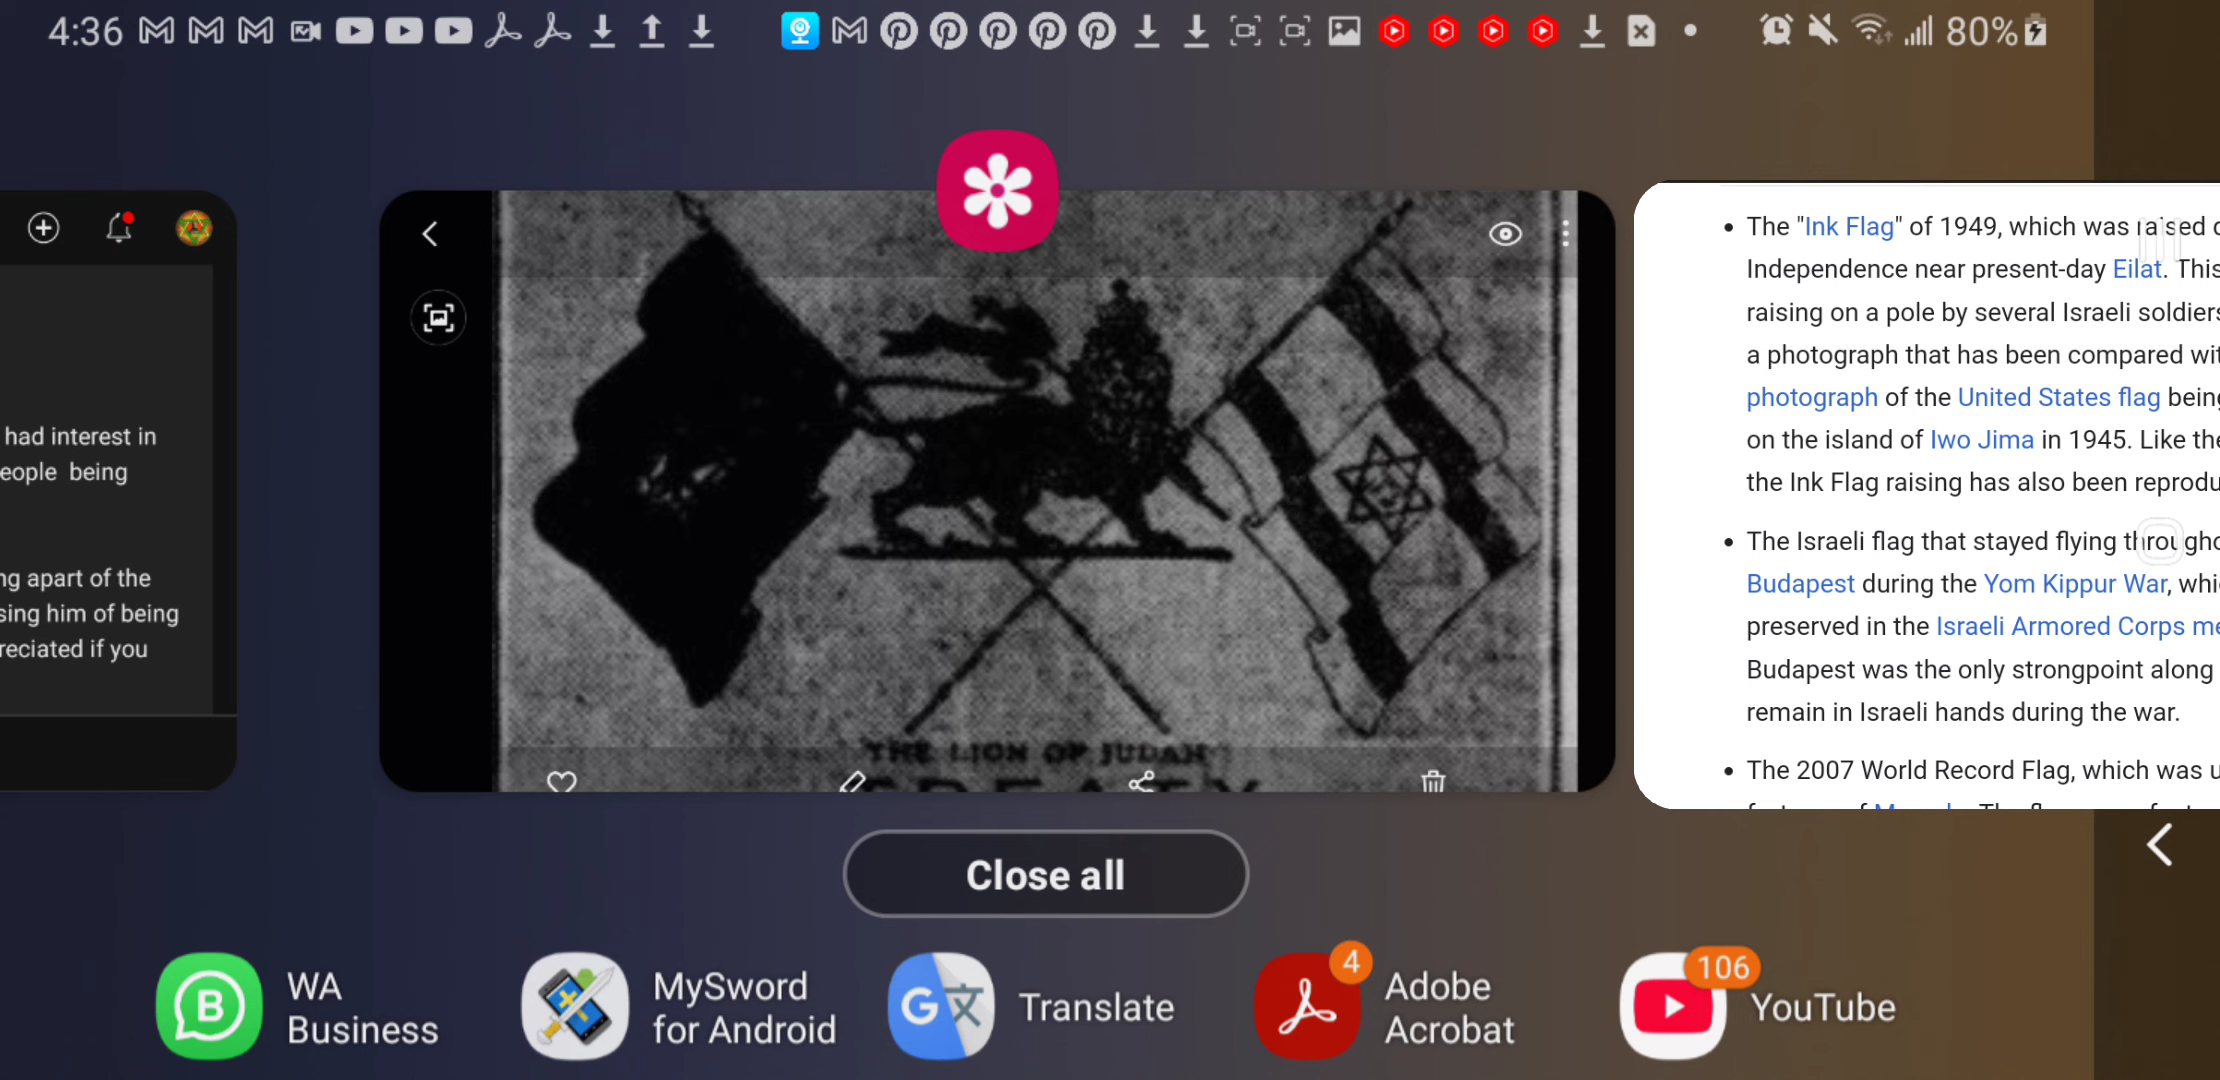 4:36
80%
had interest in
eople being
ng apart of the
sing him of being
reciated if you
THE LION OF JUDAH
The "Ink Flag" of 1949, which was raised
Independence near present-day Eilat. This
raising on a pole by several Israeli soldiers
a photograph that has been compared wit
photograph of the United States flag being
on the island of Iwo Jima in 1945. Like the
the Ink Flag raising has also been reprodu
The Israeli flag that stayed flying througho
Budapest during the Yom Kippur War, whi
preserved in the Israeli Armored Corps me
Budapest was the only strongpoint along
remain in Israeli hands during the war.
The 2007 World Record Flag, which was u
Close all
WA
Business
MySword
for Android
Translate
4
Adobe
Acrobat
106
YouTube